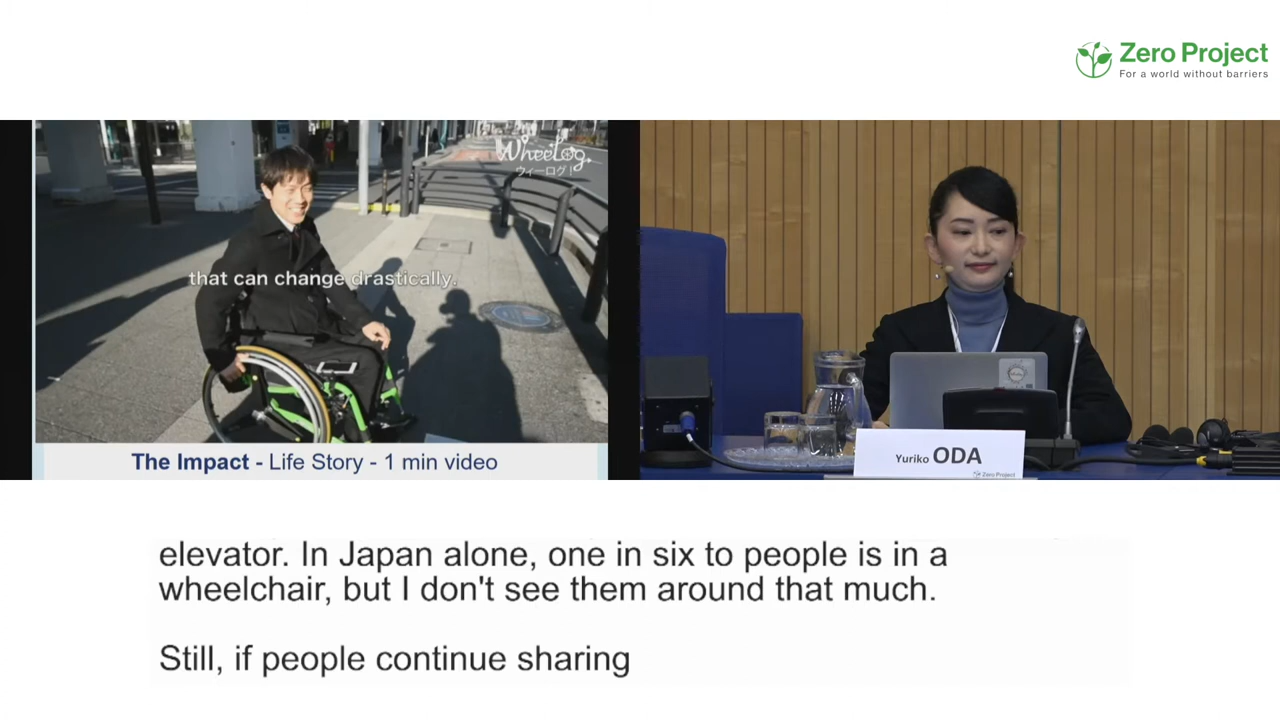 Zero Project
For a world without barriers
WheeLog!
ウィーログ!
that can change drastically.
The Impact - Life Story - 1 min video
Yuriko ODA
Zero Project
elevator. In Japan alone, one in six to people is in a
wheelchair, but I don't see them around that much.
Still, if people continue sharing